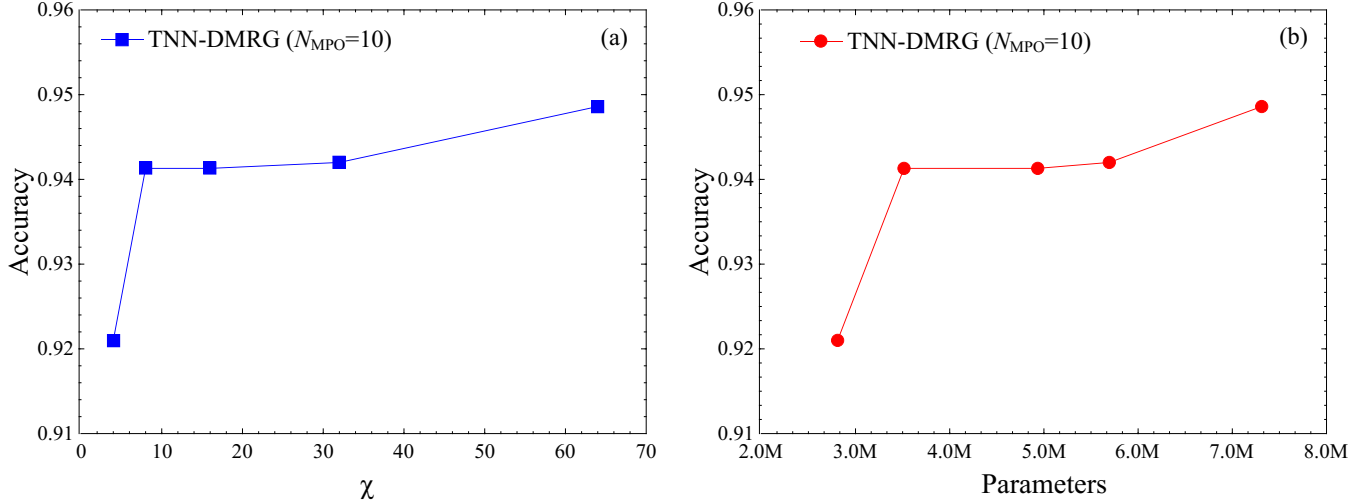 0.96
0.95
0.94
0.93
0.92
0.91
Accuracy
TNN-DMRG (N_MPO=10)
(a)
0 10 20 30 40 50 60 70
χ
0.96
0.95
0.94
0.93
0.92
0.91
Accuracy
TNN-DMRG (N_MPO=10)
(b)
2.0M 3.0M 4.0M 5.0M 6.0M 7.0M 8.0M
Parameters